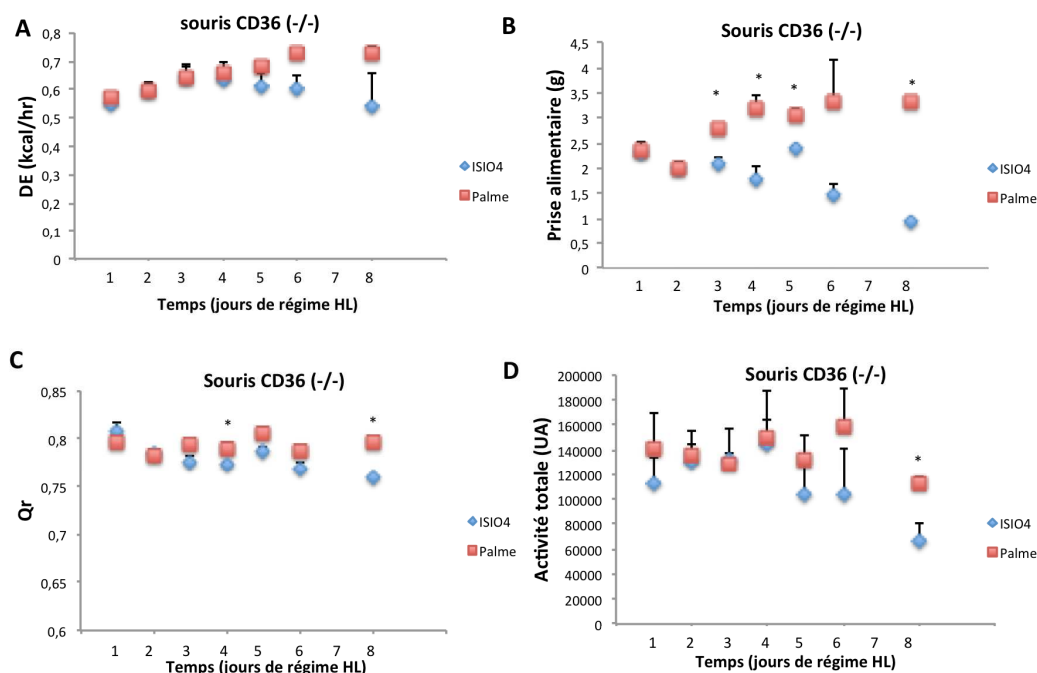 A
souris CD36 (-/-)
0,8
0,7
0,6
0,5
0,4
0,3
0,2
0,1
0
DE (kcal/hr)
1 2 3 4 5 6 7 8
Temps (jours de régime HL)
ISIO4
Palme
B
Souris CD36 (-/-)
4,5
4
3,5
3
2,5
2
1,5
1
0,5
0
Prise alimentaire (g)
* * * *
1 2 3 4 5 6 7 8
Temps (jours de régime HL)
ISIO4
Palme
C
Souris CD36 (-/-)
0,85
0,8
0,75
0,7
0,65
0,6
Qr
* *
1 2 3 4 5 6 7 8
Temps (jours de régime HL)
ISIO4
Palme
D
Souris CD36 (-/-)
200000
180000
160000
140000
120000
100000
80000
60000
40000
20000
0
Activité totale (UA)
*
1 2 3 4 5 6 7 8
Temps (jours de régime HL)
ISIO4
Palme